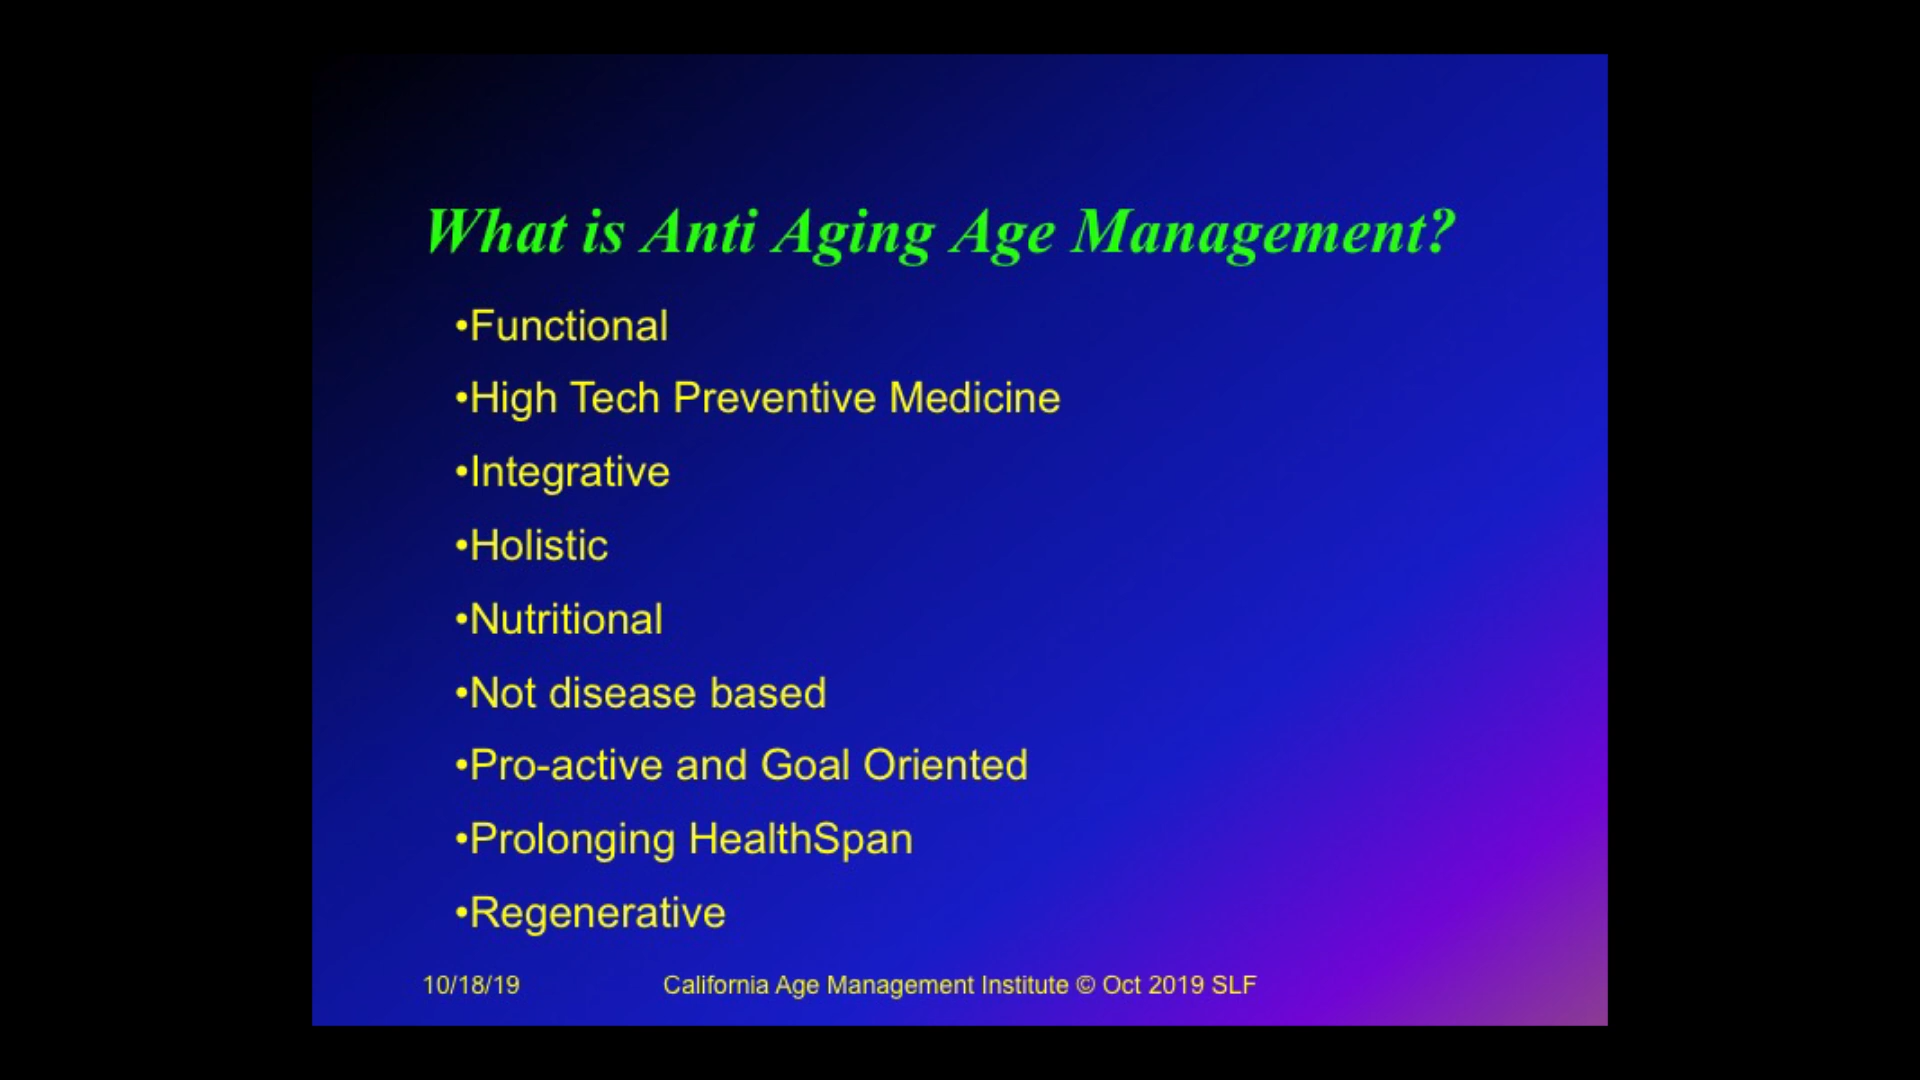 What is Anti Aging Age Management?
•Functional
•High Tech Preventive Medicine
•Integrative
•Holistic
•Nutritional
•Not disease based
•Pro-active and Goal Oriented
•Prolonging HealthSpan
•Regenerative
10/18/19 California Age Management Institute © Oct 2019 SLF